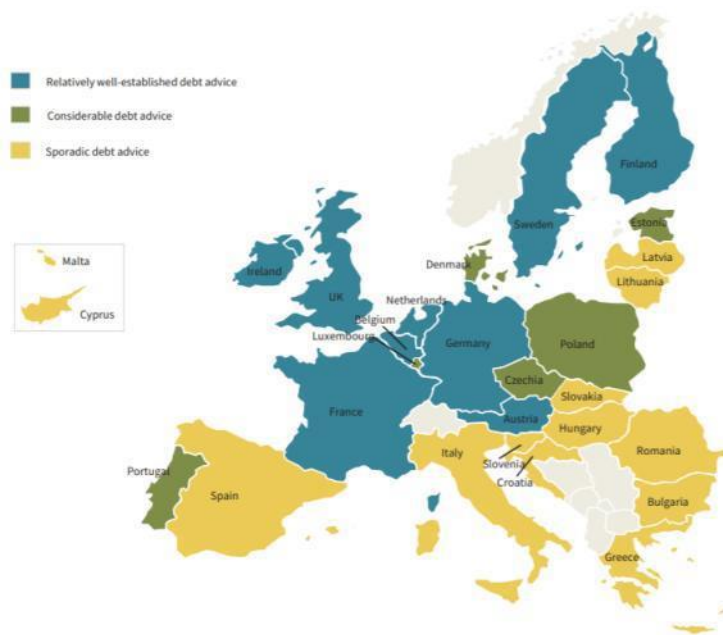 Relatively well-established debt advice
Considerable debt advice
Sporadic debt advice
Finland
Sweden
Estonia
Latvia
Lithuania
Denmark
Malta
Cyprus
Ireland
UK
Netherlands
Belgium
Luxembourg
Germany
Poland
Czechia
Slovakia
France
Austria
Hungary
Italy
Slovenia
Croatia
Romania
Portugal
Spain
Bulgaria
Greece